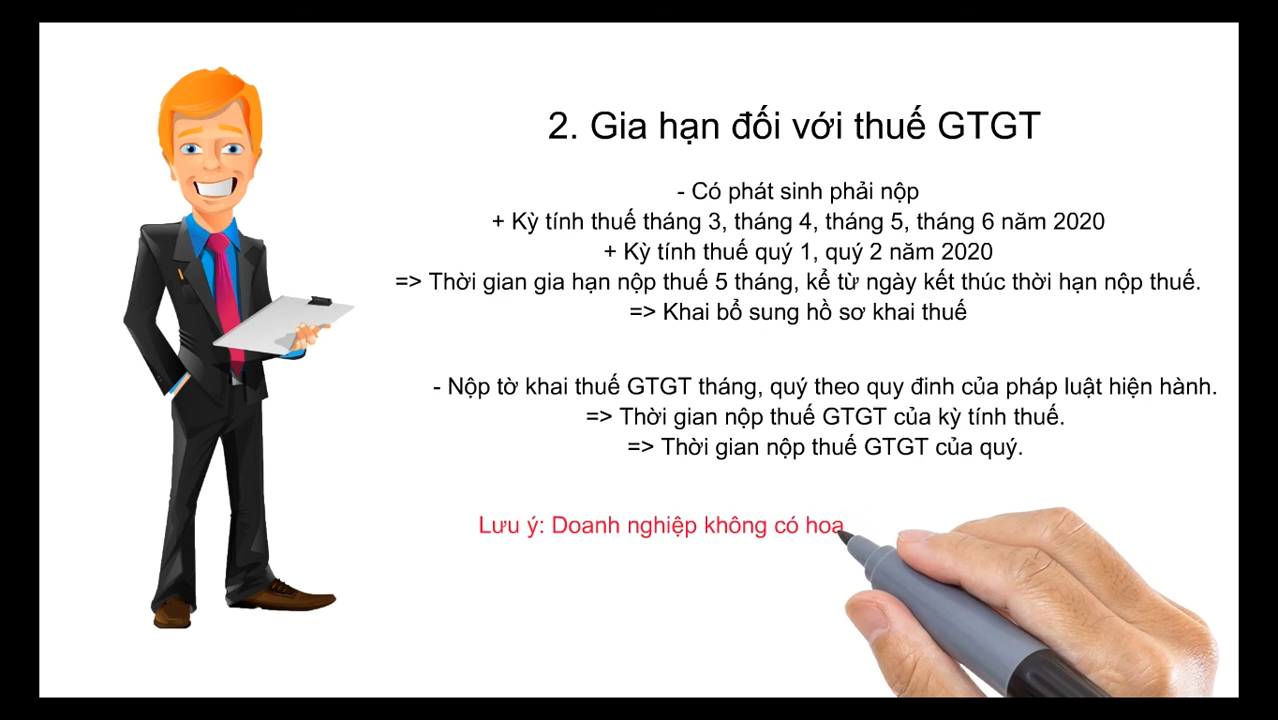 2. Gia hạn đối với thuế GTGT
- Có phát sinh phải nộp
+ Kỳ tính thuế tháng 3, tháng 4, tháng 5, tháng 6 năm 2020
+ Kỳ tính thuế quý 1, quý 2 năm 2020
=> Thời gian gia hạn nộp thuế 5 tháng, kể từ ngày kết thúc thời hạn nộp thuế.
=> Khai bổ sung hồ sơ khai thuế
- Nộp tờ khai thuế GTGT tháng, quý theo quy đinh của pháp luật hiện hành.
=> Thời gian nộp thuế GTGT của kỳ tính thuế.
=> Thời gian nộp thuế GTGT của quý.
Lưu ý: Doanh nghiệp không có hoa